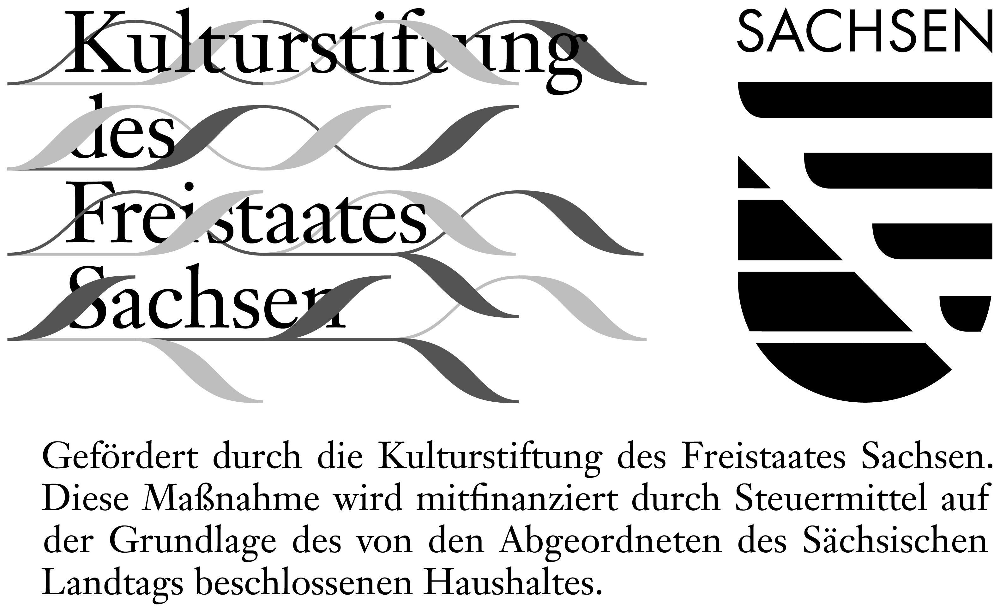 Kulturstiftung
des
Freistaates
Sachsen
SACHSEN
Gefördert durch die Kulturstiftung des Freistaates Sachsen.
Diese Maßnahme wird mitfinanziert durch Steuermittel auf
der Grundlage des von den Abgeordneten des Sächsischen
Landtags beschlossenen Haushaltes.